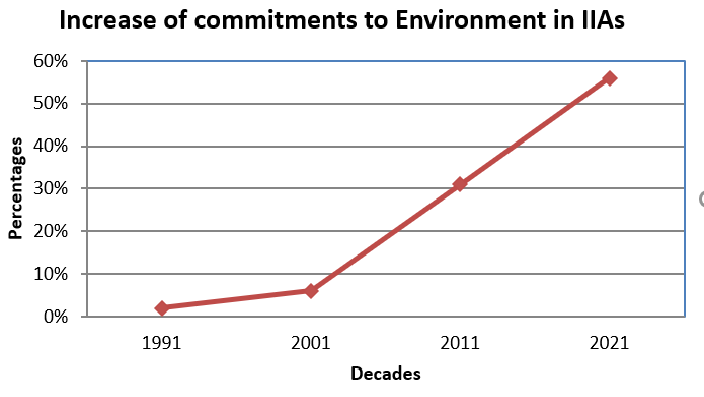 Increase of commitments to Environment in IIAs
60%
50%
40%
30%
20%
10%
0%
Percentages
1991 2001 2011 2021
Decades